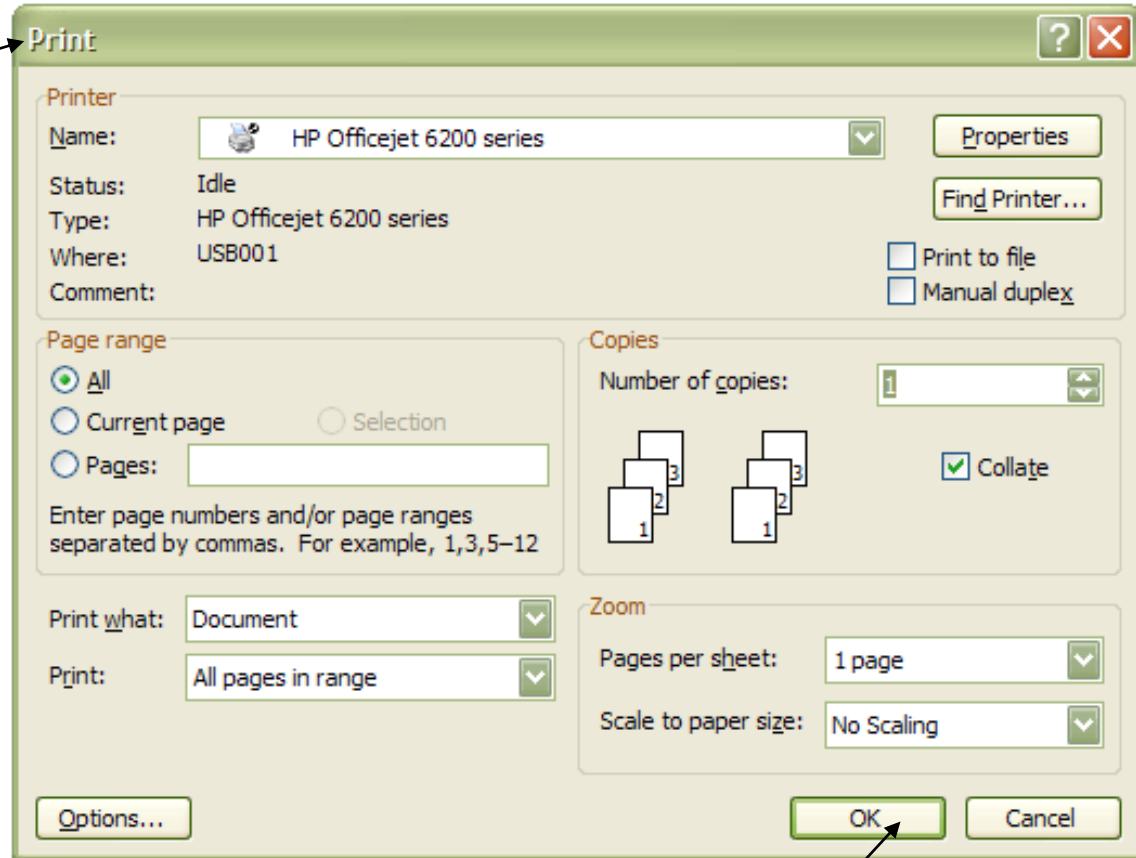 Print
Printer
Name: HP Officejet 6200 series Properties
Status: Idle Find Printer...
Type: HP Officejet 6200 series
Where: USB001 Print to file
Comment: Manual duplex
Page range
All
Current page Selection
Pages:
Enter page numbers and/or page ranges
separated by commas. For example, 1,3,5–12
Copies
Number of copies: 1
3 3
2 2
1 1
Collate
Print what: Document
Print: All pages in range
Zoom
Pages per sheet: 1 page
Scale to paper size: No Scaling
Options... OK Cancel